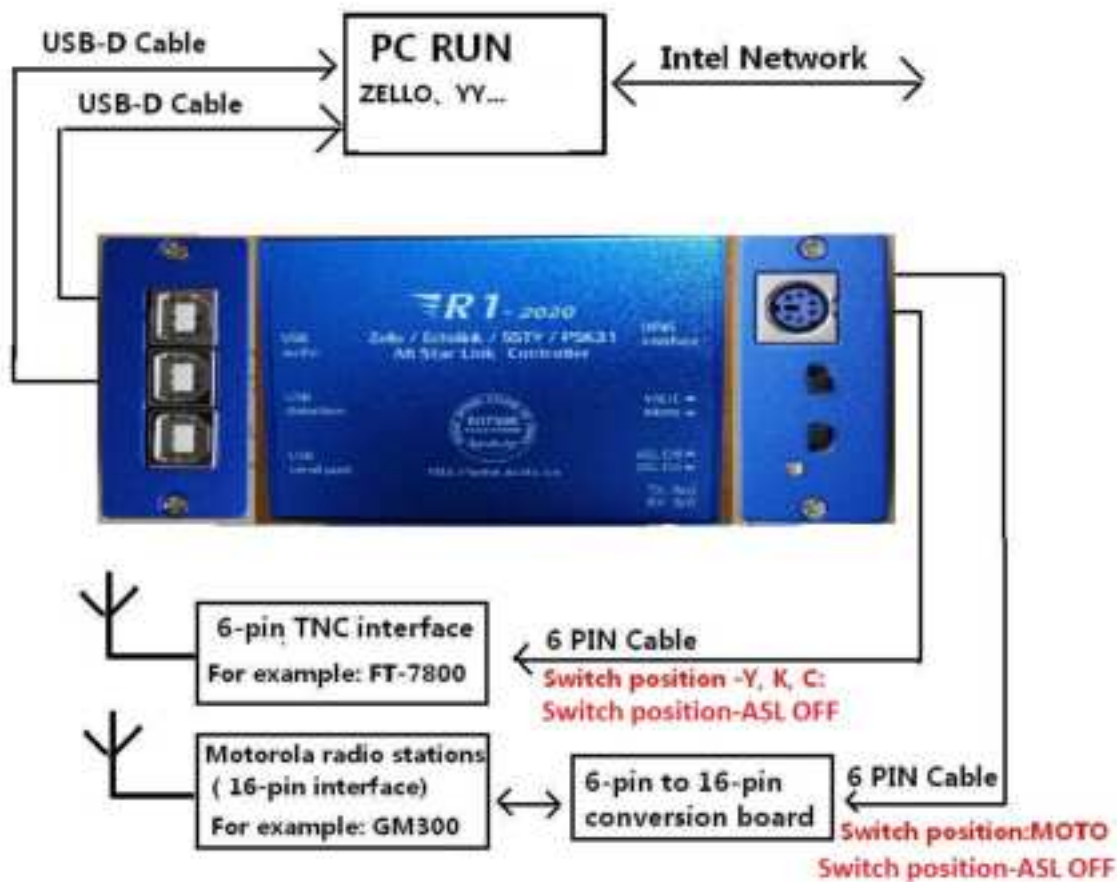 USB-D Cable
USB-D Cable
PC RUN
ZELLO、YY...
Intel Network
R1-2020
Zello / Echolink / SSTV / PSK31
All Star Link Controller
USB
USB
USB
6-pin TNC interface
For example: FT-7800
6 PIN Cable
Switch position -Y, K, C:
Switch position-ASL OFF
Motorola radio stations
( 16-pin interface)
For example: GM300
6-pin to 16-pin
conversion board
6 PIN Cable
Switch position:MOTO
Switch position-ASL OFF